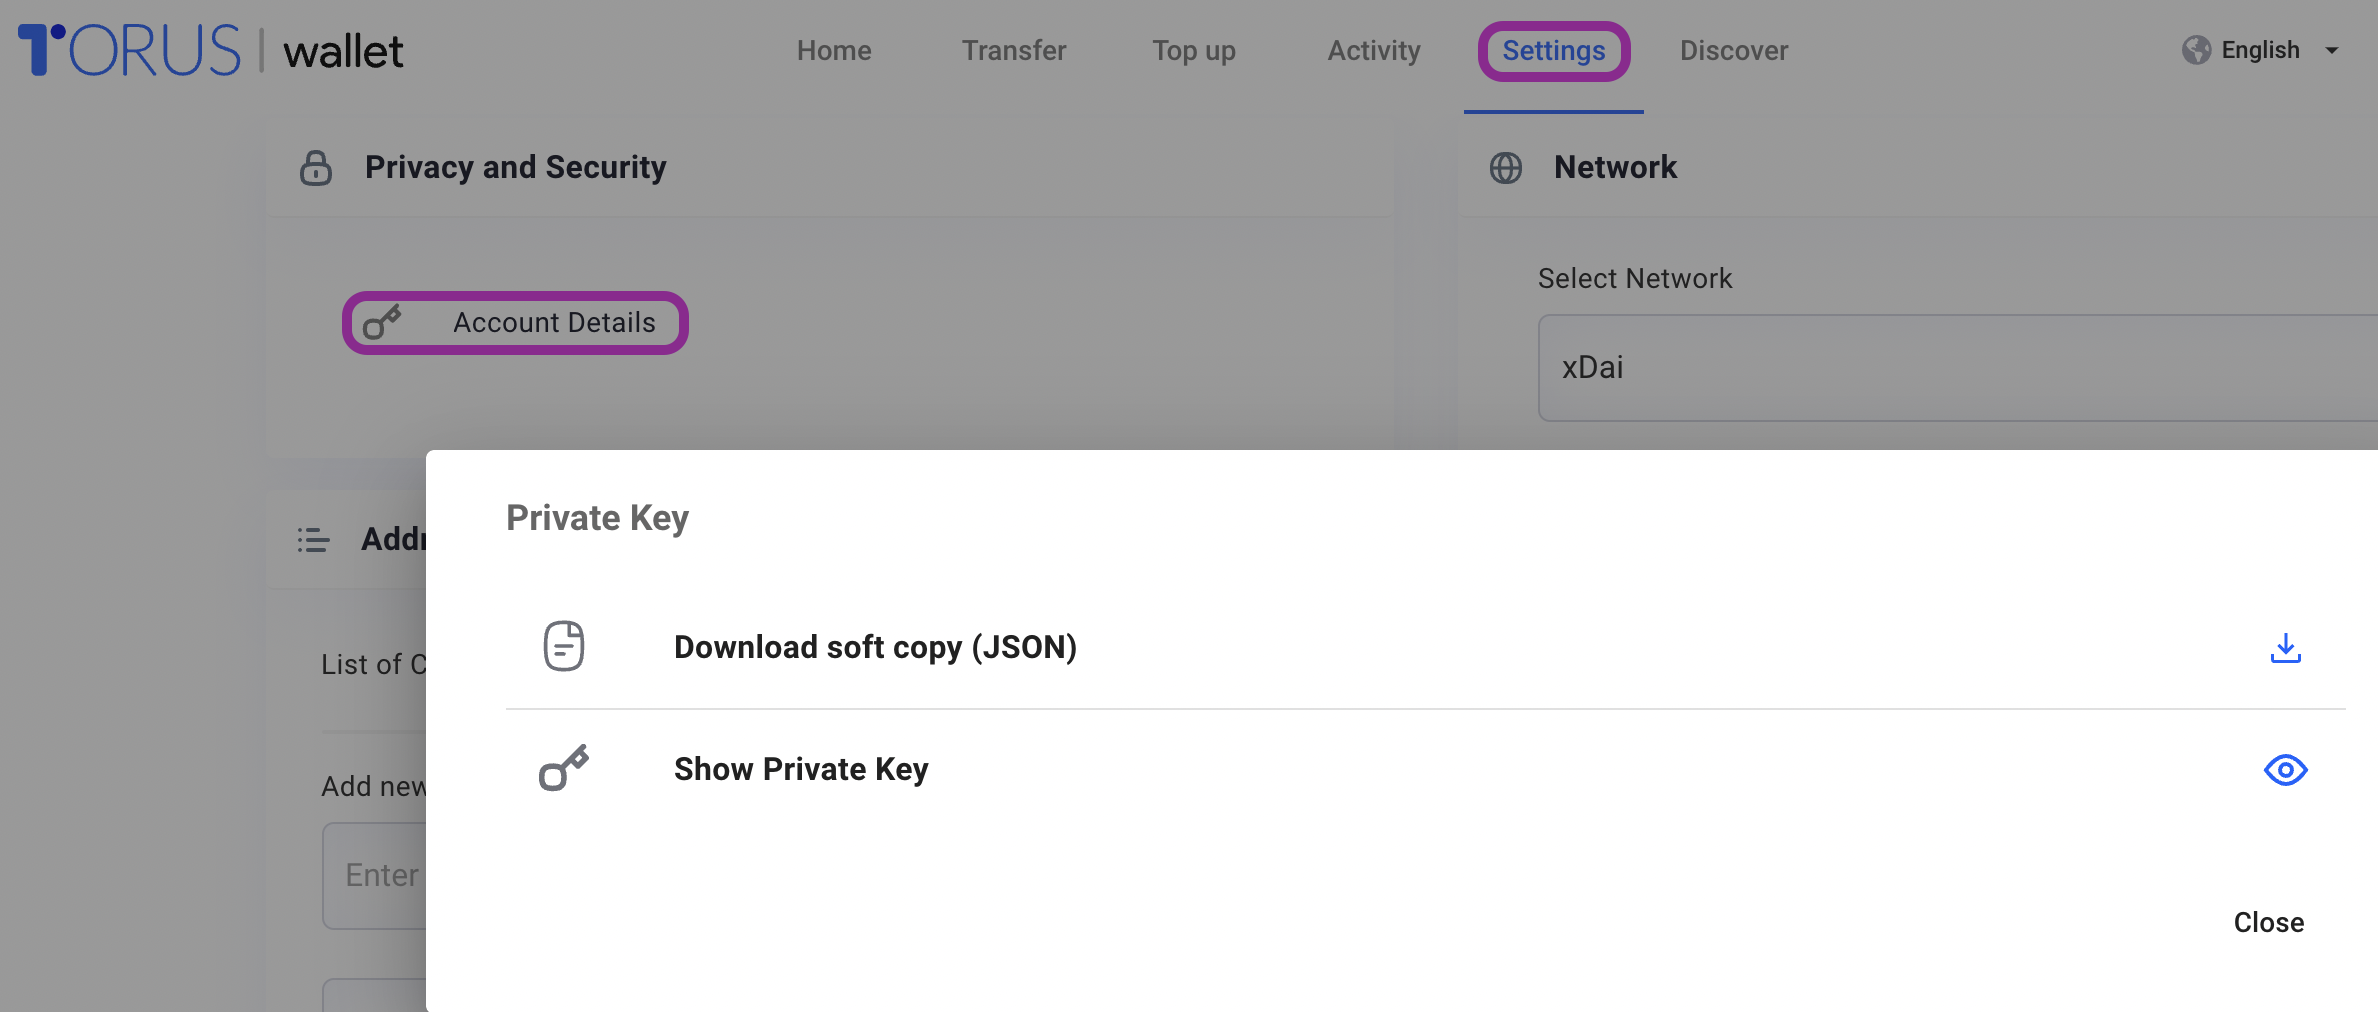 TORUS | wallet
Home
Transfer
Top up
Activity
Settings
Discover
English
Privacy and Security
Account Details
Network
Select Network
xDai
Private Key
Download soft copy (JSON)
Show Private Key
Close
List of
Add new
Enter